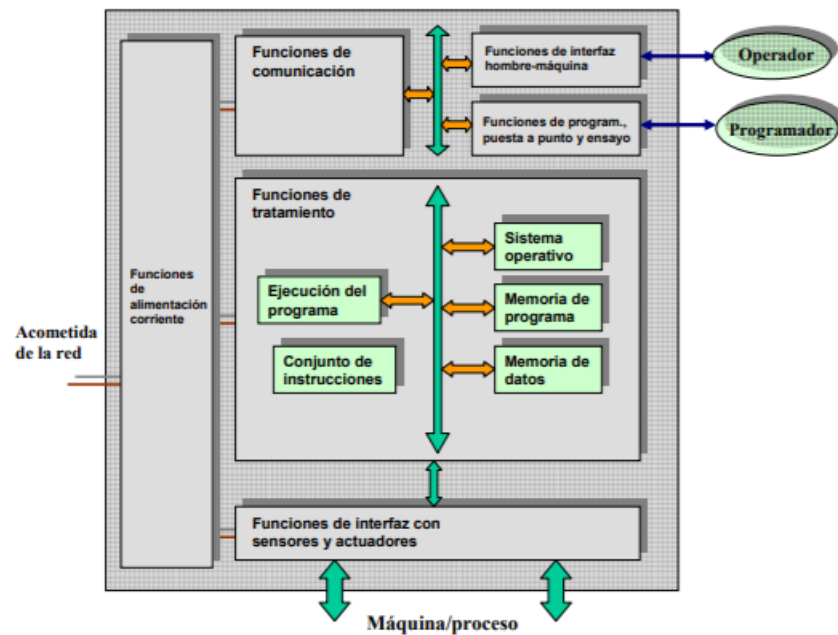 Funciones de
comunicación
Funciones de interfaz
hombre-máquina
Operador
Funciones de program.,
puesta a punto y ensayo
Programador
Funciones de
tratamiento
Sistema
operativo
Funciones
de
alimentación
corriente
Ejecución del
programa
Memoria de
programa
Acometida
de la red
Conjunto de
instrucciones
Memoria de
datos
Funciones de interfaz con
sensores y actuadores
Máquina/proceso